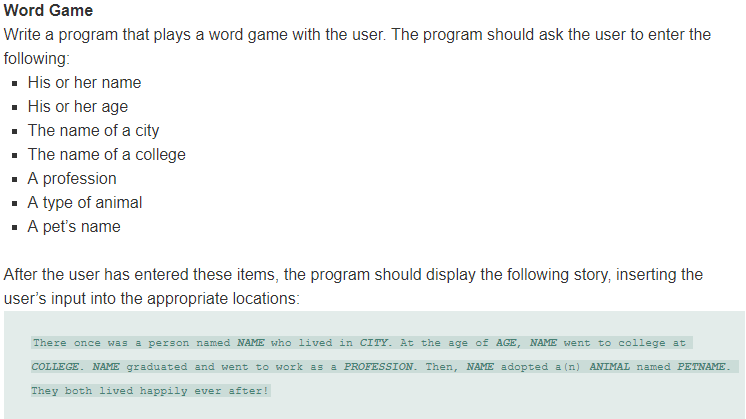 Word Game
Write a program that plays a word game with the user. The program should ask the user to enter the
following:
▪ His or her name
▪ His or her age
▪ The name of a city
▪ The name of a college
▪ A profession
▪ A type of animal
▪ A pet’s name
After the user has entered these items, the program should display the following story, inserting the
user’s input into the appropriate locations:
There once was a person named NAME who lived in CITY. At the age of AGE, NAME went to college at
COLLEGE. NAME graduated and went to work as a PROFESSION. Then, NAME adopted a(n) ANIMAL named PETNAME.
They both lived happily ever after!